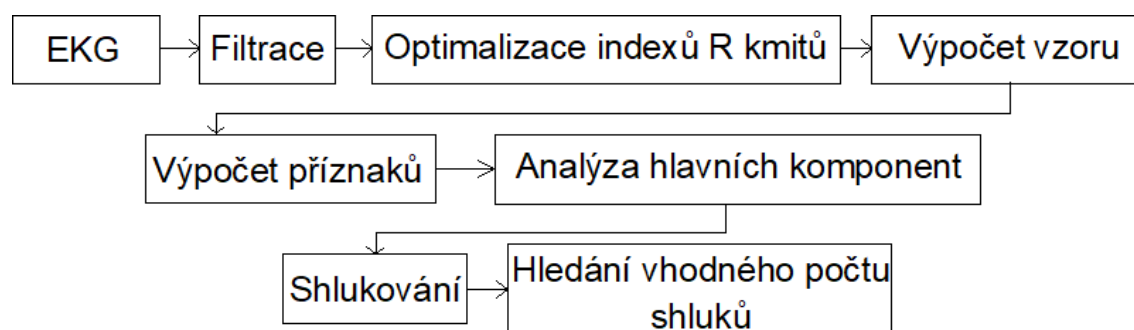 EKG
Filtrace
Optimalizace indexů R kmitů
Výpočet vzoru
Výpočet příznaků
Analýza hlavních komponent
Shlukování
Hledání vhodného počtu
shluků